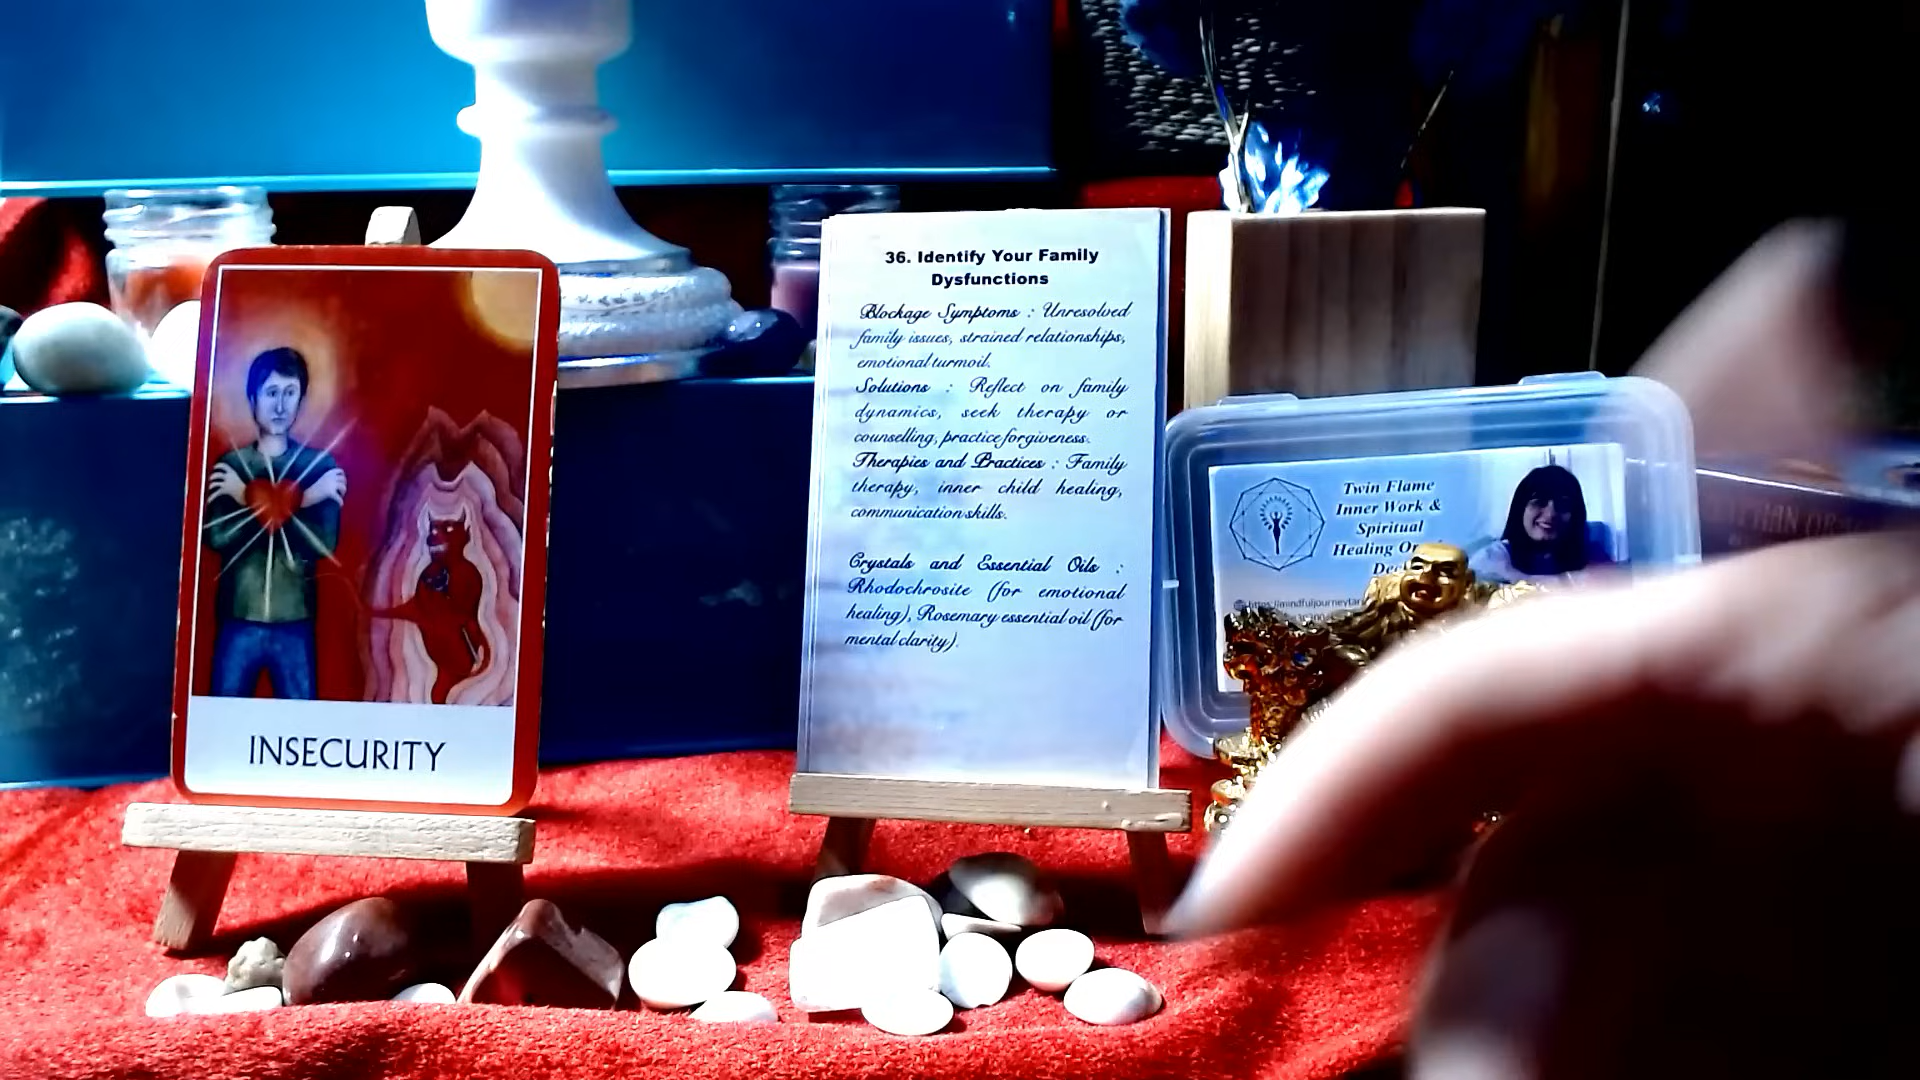 INSECURITY
36. Identify Your Family
Dysfunctions
Blockage Symptoms : Unresolved
family issues, strained relationships,
emotional turmoil.
Solutions : Reflect on family
dynamics, seek therapy or
counselling, practice forgiveness.
Therapies and Practices : Family
therapy, inner child healing,
communication skills.
Crystals and Essential Oils :
Rhodochrosite (for emotional
healing), Rosemary essential oil (for
mental clarity).
Twin Flame
Inner Work &
Spiritual
Healing